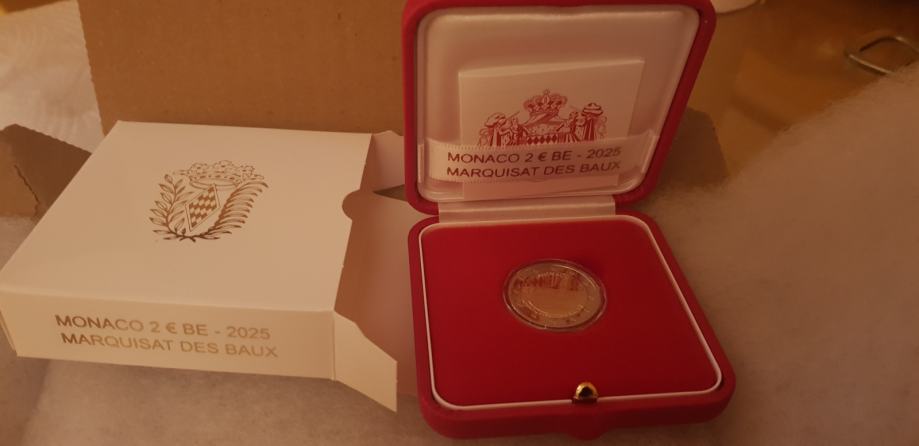 MONACO 2 € BE - 2025
MARQUISAT DES BAUX
MONACO 2 € BE - 2025
MARQUISAT DES BAUX